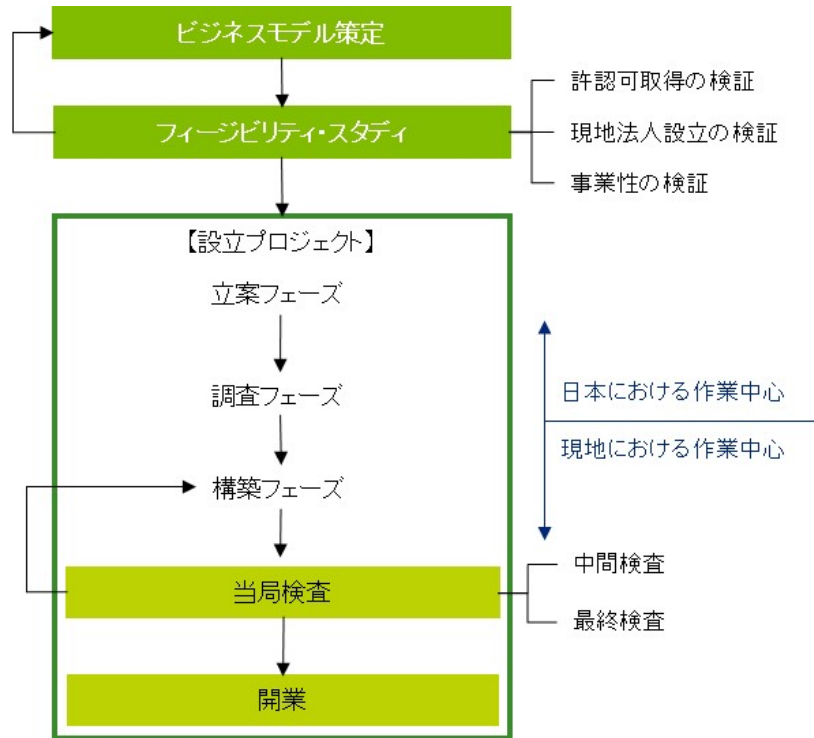 ビジネスモデル策定
フィージビリティ・スタディ
許認可取得の検証
現地法人設立の検証
事業性の検証
【設立プロジェクト】
立案フェーズ
調査フェーズ
構築フェーズ
日本における作業中心
現地における作業中心
当局検査
中間検査
最終検査
開業